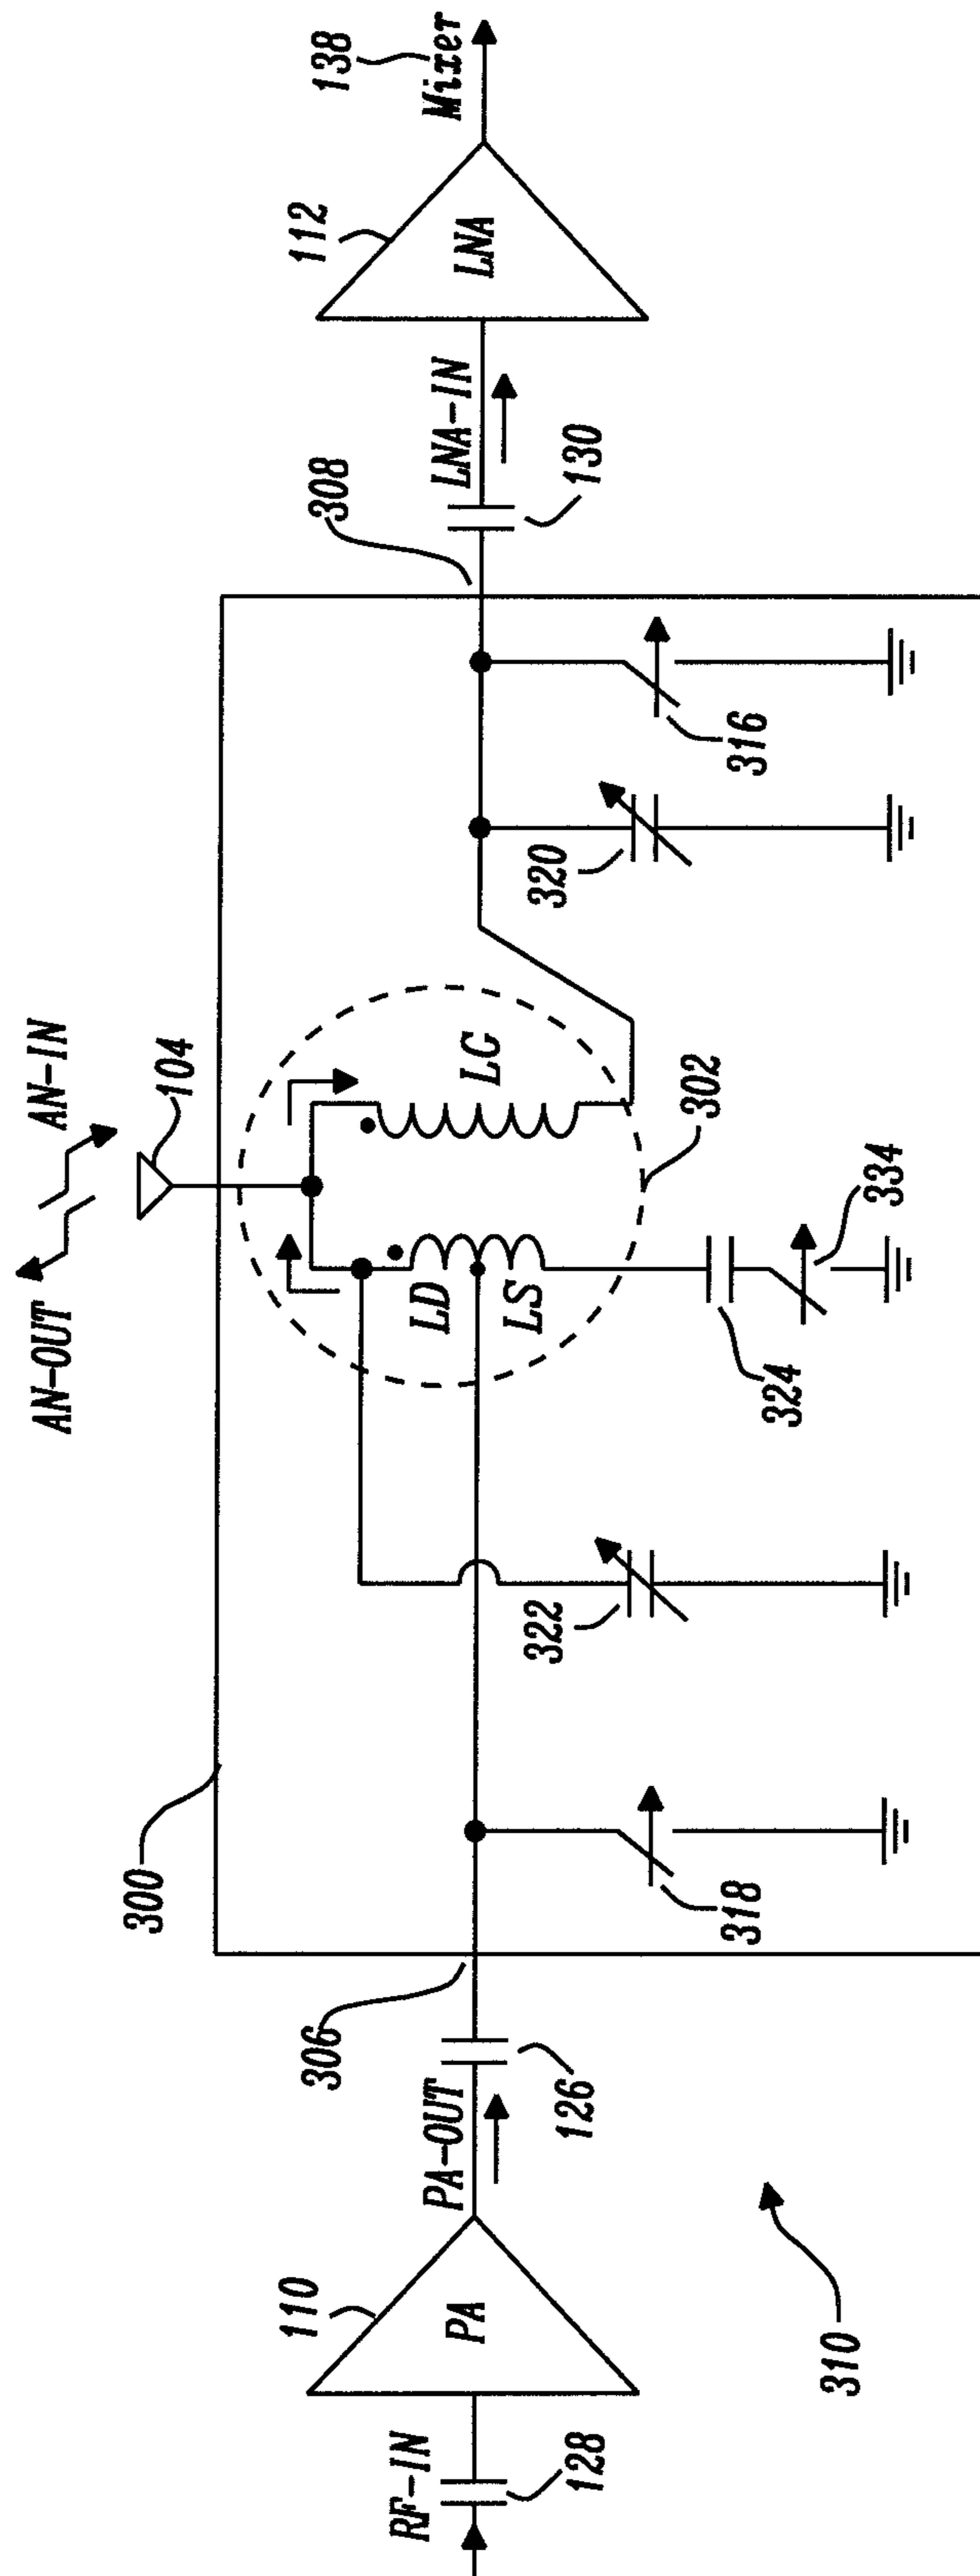 AN-OUT
AN-IN
104
300
306
308
110
112
138
Mixer
RF-IN
PA
PA-OUT
LD
LS
LG
LNA-IN
LNA
128
126
322
302
320
130
318
324
334
316
310